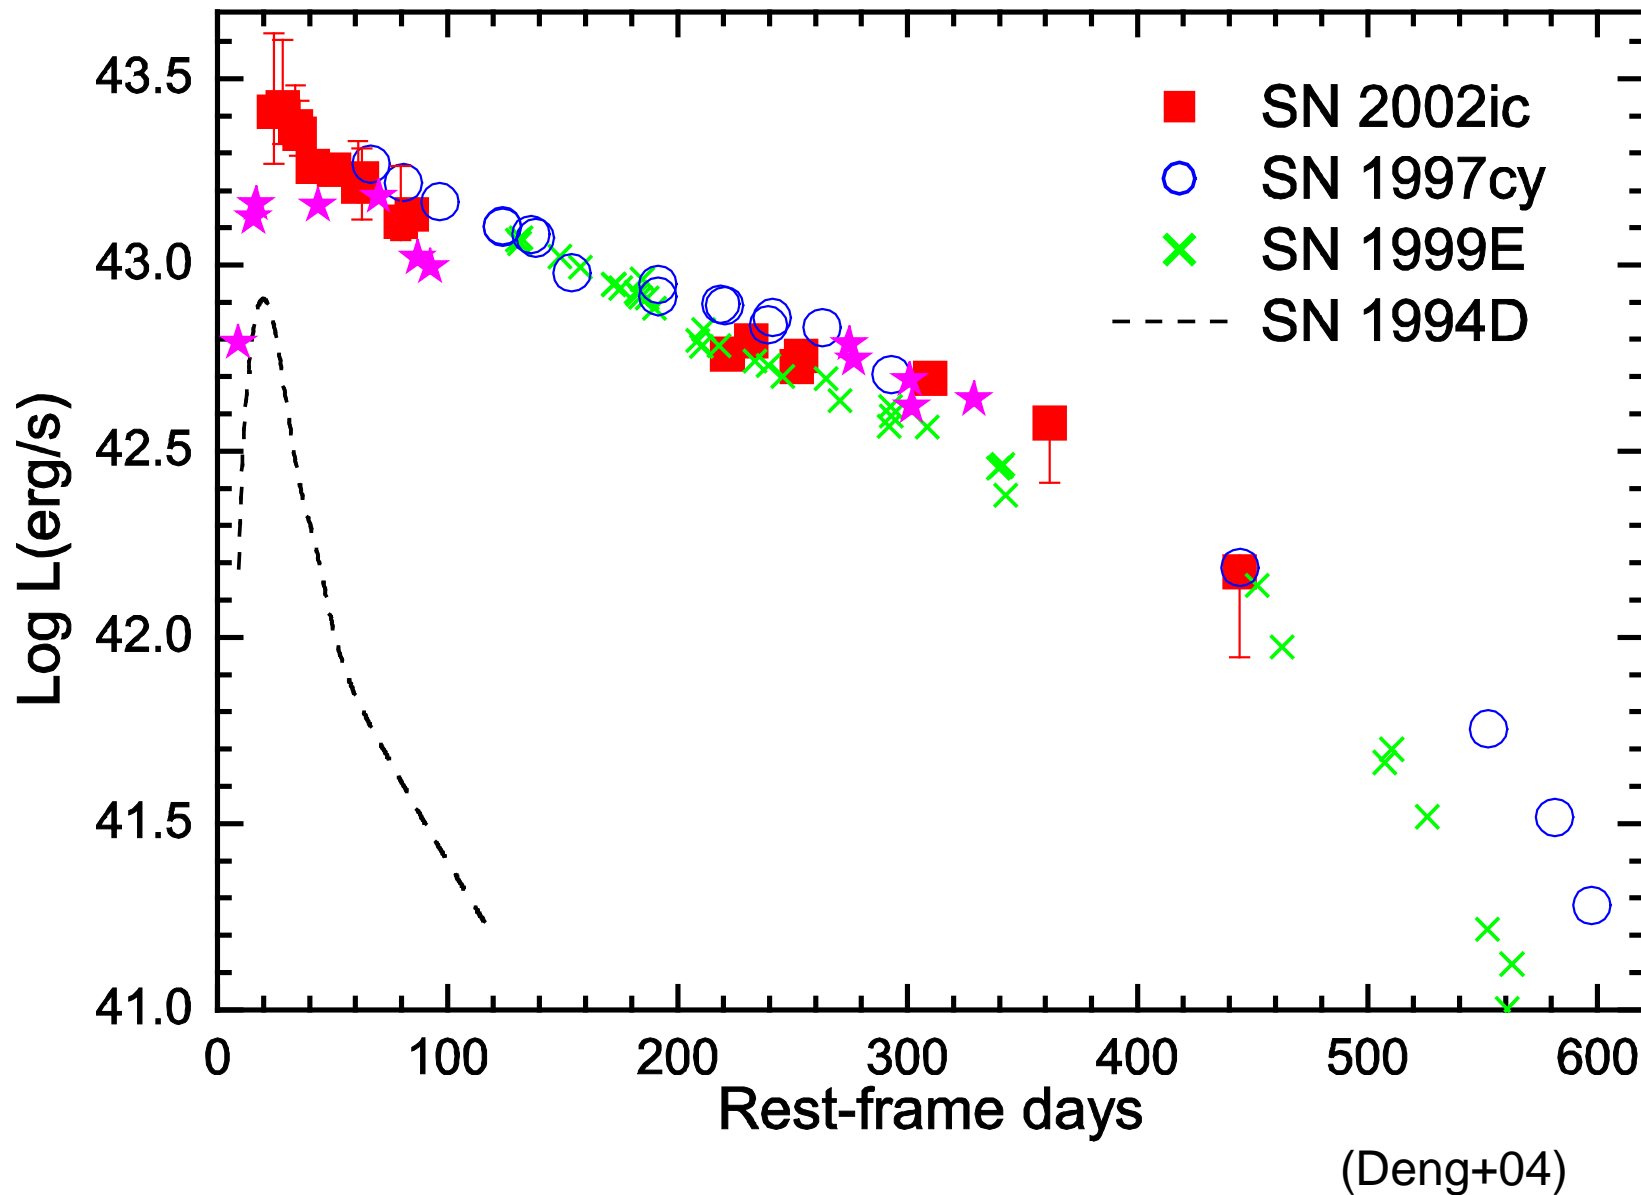 43.5
43.0
42.5
42.0
41.5
41.0
Log L(erg/s)
SN 2002ic
SN 1997cy
SN 1999E
SN 1994D
0 100 200 300 400 500 600
Rest-frame days
(Deng+04)